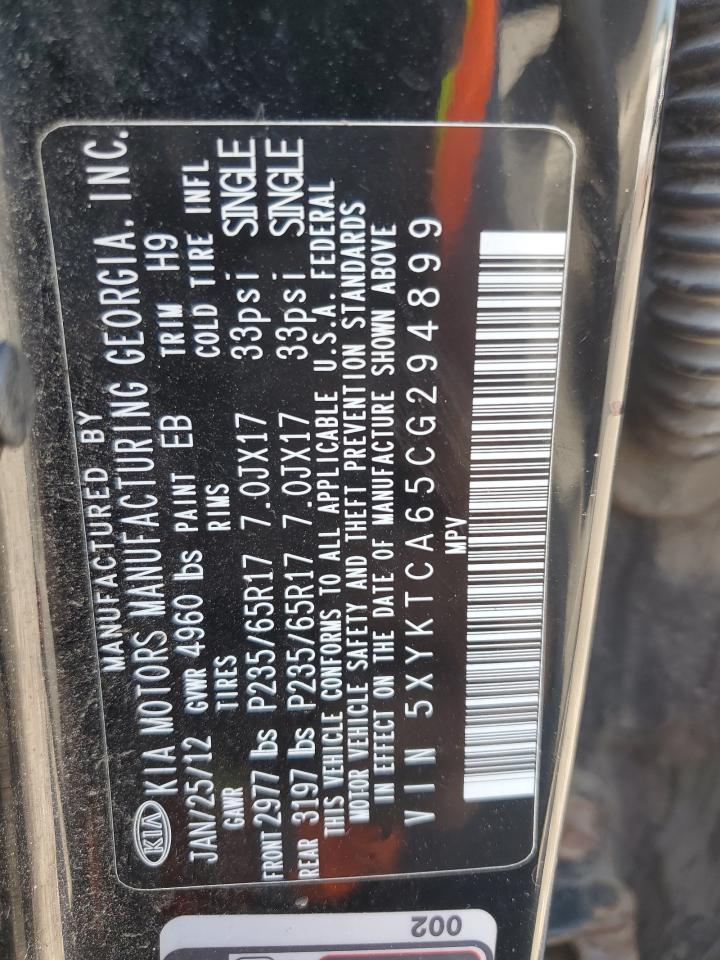 MANUFACTURED BY
KIA KIA MOTORS MANUFACTURING GEORGIA, INC.
JAN/25/12 GVWR 4960 lbs PAINT EB TRIM H9
GAWR TIRES RIMS COLD TIRE INFL
FRONT 2977 lbs P235/65R17 7.0JX17 33psi SINGLE
REAR 3197 lbs P235/65R17 7.0JX17 33psi SINGLE
THIS VEHICLE CONFORMS TO ALL APPLICABLE U.S.A. FEDERAL
MOTOR VEHICLE SAFETY AND THEFT PREVENTION STANDARDS
IN EFFECT ON THE DATE OF MANUFACTURE SHOWN ABOVE
VIN 5XYKTCA65CG294899
MPV
002